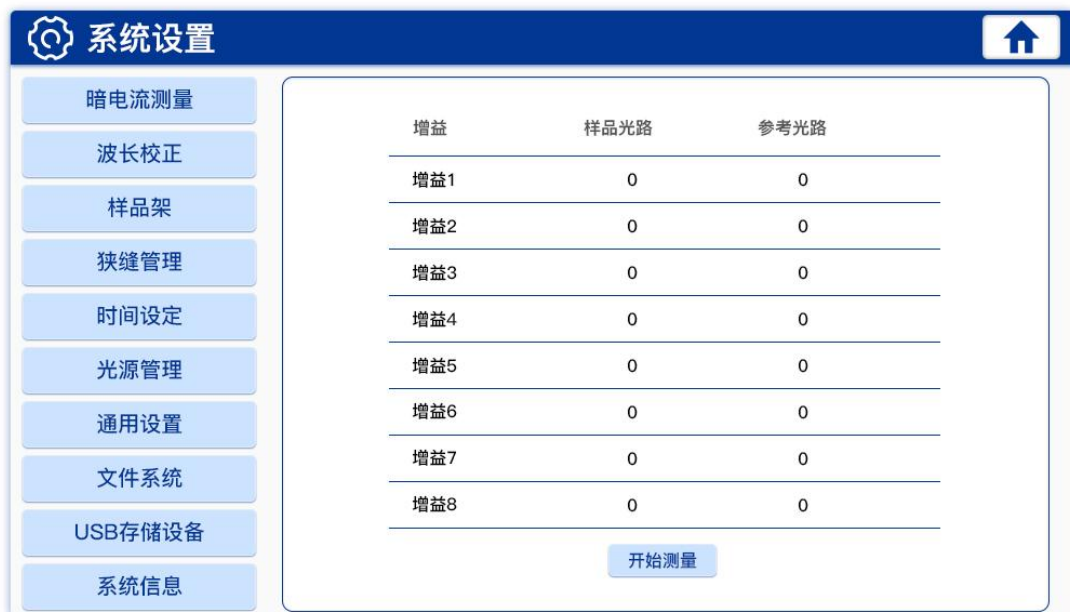 系统设置
暗电流测量
波长校正
样品架
狭缝管理
时间设定
光源管理
通用设置
文件系统
USB存储设备
系统信息
增益 样品光路 参考光路
增益1 0 0
增益2 0 0
增益3 0 0
增益4 0 0
增益5 0 0
增益6 0 0
增益7 0 0
增益8 0 0
开始测量